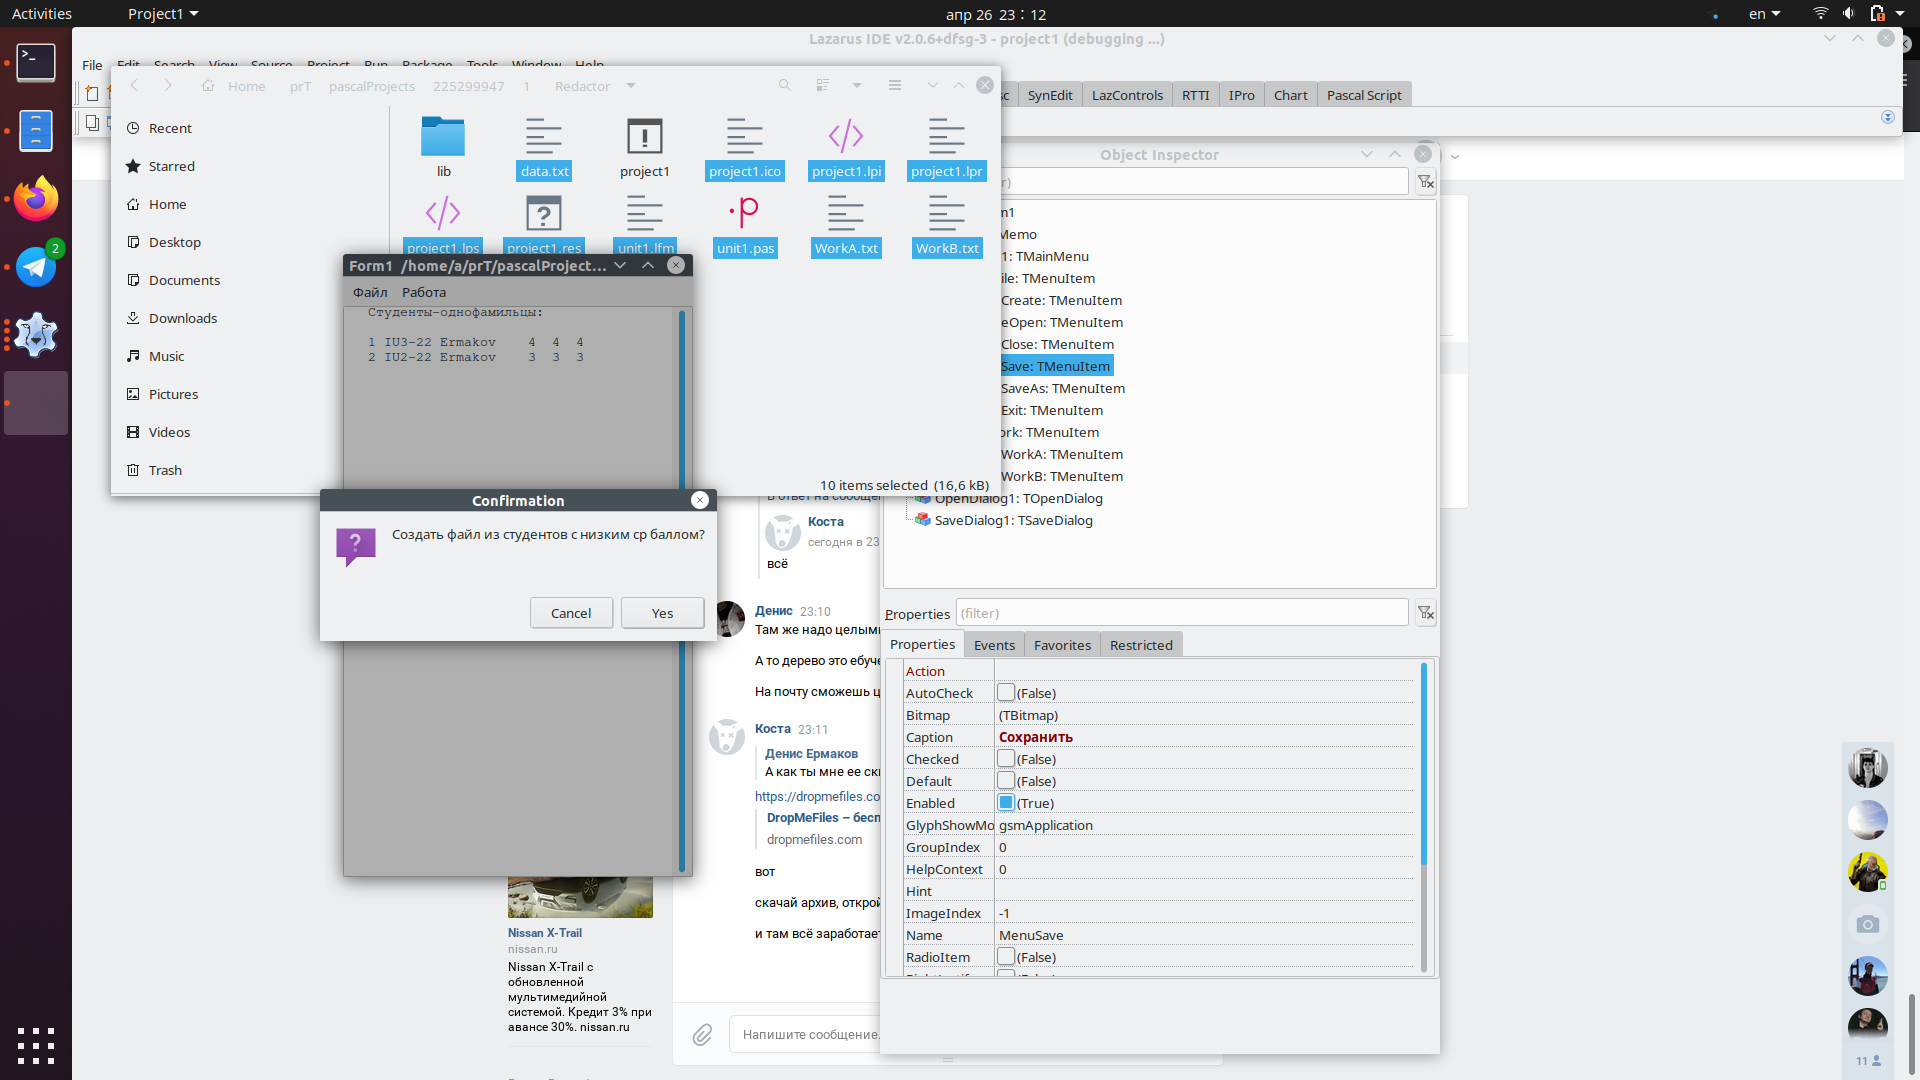 Activities
Project1
апр 26 23 : 12
en
Lazarus IDE v2.0.6+dfsg-3 - project1 (debugging ...)
File Edit Search View Source Project Run Package Tools Window Help
SynEdit LazControls RTTI IPro Chart Pascal Script
Home prT pascalProjects 225299947 1 Redactor
Recent
Starred
Home
Desktop
Documents
Downloads
Music
Pictures
Videos
Trash
lib data.txt project1 project1.ico project1.lpi project1.lpr
project1.lps project1.res unit1.lfm unit1.pas WorkA.txt WorkB.txt
10 items selected (16,6 kB)
Form1 /home/a/prT/pascalProject...
Файл Работа
Студенты-однофамильцы:
1 IU3-22 Ermakov 4 4 4
2 IU2-22 Ermakov 3 3 3
Confirmation
Создать файл из студентов с низким ср баллом?
Cancel Yes
Object Inspector
1: TMainMenu
ile: TMenuItem
Create: TMenuItem
eOpen: TMenuItem
Close: TMenuItem
Save: TMenuItem
SaveAs: TMenuItem
Exit: TMenuItem
ork: TMenuItem
WorkA: TMenuItem
WorkB: TMenuItem
OpenDialog1: TOpenDialog
SaveDialog1: TSaveDialog
Properties (filter)
Properties Events Favorites Restricted
Action
AutoCheck (False)
Bitmap (TBitmap)
Caption Сохранить
Checked (False)
Default (False)
Enabled (True)
GlyphShowMo gsmApplication
GroupIndex 0
HelpContext 0
Hint
ImageIndex -1
Name MenuSave
RadioItem (False)
В ответ на сообщен
Коста
сегодня в 23
всё
Денис 23:10
Там же надо целыми
А то дерево это ебуче
На почту сможешь ц
Коста 23:11
Денис Ермаков
А как ты мне ее ск
https://dropmefiles.co
DropMeFiles – бесп
dropmefiles.com
вот
скачай архив, открой
и там всё заработает
Напишите сообщение.
Nissan X-Trail
nissan.ru
Nissan X-Trail с
обновленной
мультимедийной
системой. Кредит 3% при
авансе 30%. nissan.ru
2
11